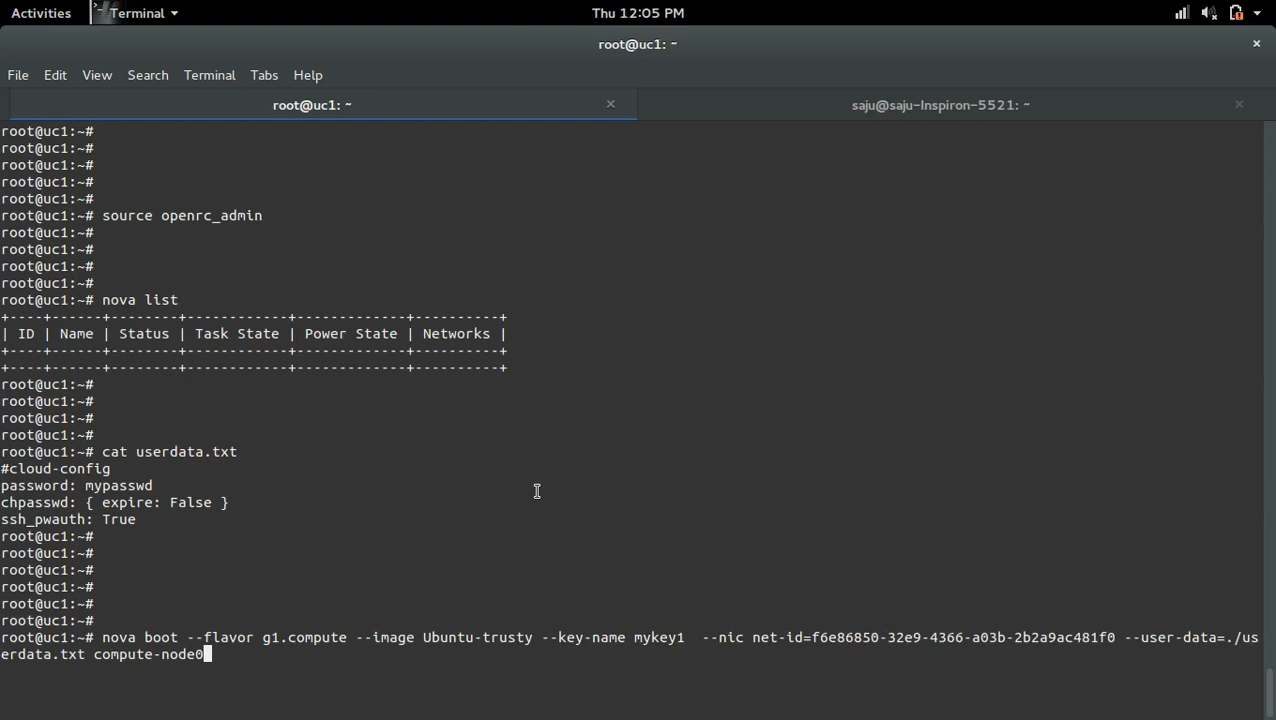 Activities Terminal Thu 12:05 PM
root@uc1: ~
File Edit View Search Terminal Tabs Help
root@uc1: ~ saju@saju-Inspiron-5521: ~
root@uc1:~#
root@uc1:~#
root@uc1:~#
root@uc1:~#
root@uc1:~#
root@uc1:~# source openrc_admin
root@uc1:~#
root@uc1:~#
root@uc1:~#
root@uc1:~#
root@uc1:~# nova list
+----+------+--------+------------+-------------+----------+
| ID | Name | Status | Task State | Power State | Networks |
+----+------+--------+------------+-------------+----------+
+----+------+--------+------------+-------------+----------+
root@uc1:~#
root@uc1:~#
root@uc1:~#
root@uc1:~#
root@uc1:~# cat userdata.txt
#cloud-config
password: mypasswd
chpasswd: { expire: False }
ssh_pwauth: True
root@uc1:~#
root@uc1:~#
root@uc1:~#
root@uc1:~#
root@uc1:~#
root@uc1:~#
root@uc1:~# nova boot --flavor g1.compute --image Ubuntu-trusty --key-name mykey1  --nic net-id=f6e86850-32e9-4366-a03b-2b2a9ac481f0 --user-data=./us
erdata.txt compute-node0